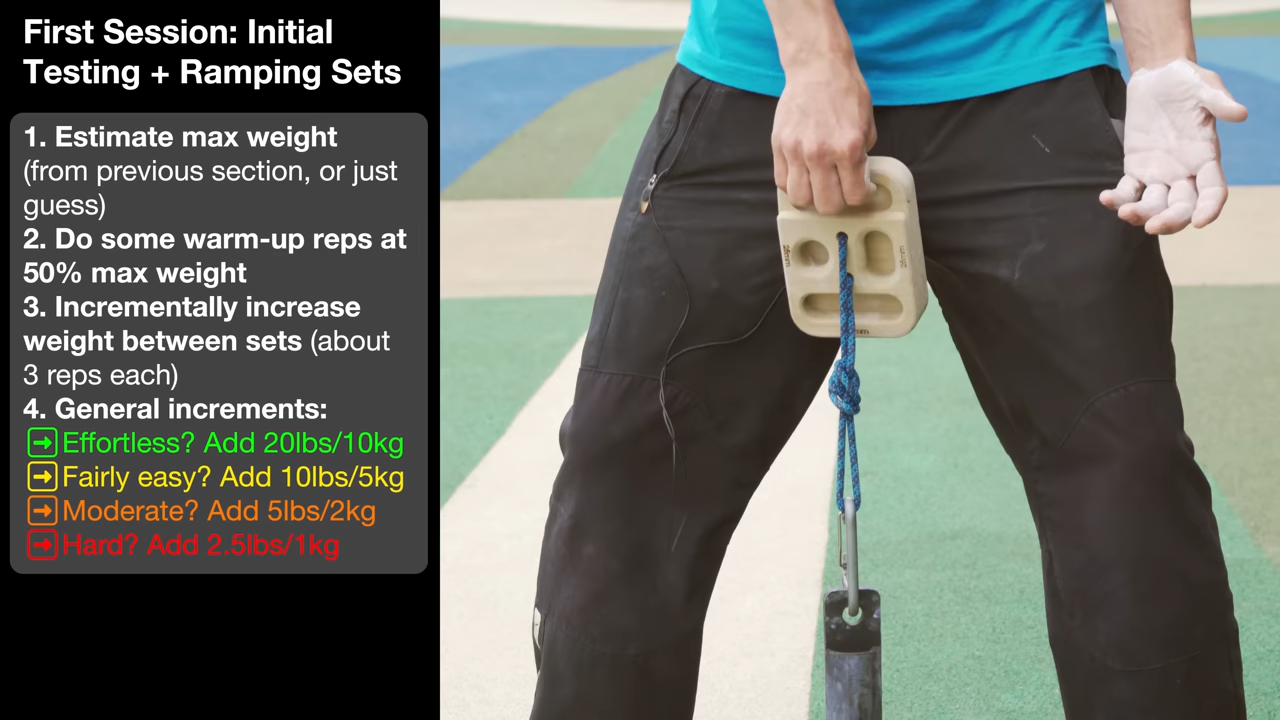 First Session: Initial
Testing + Ramping Sets
1. Estimate max weight
(from previous section, or just
guess)
2. Do some warm-up reps at
50% max weight
3. Incrementally increase
weight between sets (about
3 reps each)
4. General increments:
➡ Effortless? Add 20lbs/10kg
➡ Fairly easy? Add 10lbs/5kg
➡ Moderate? Add 5lbs/2kg
➡ Hard? Add 2.5lbs/1kg